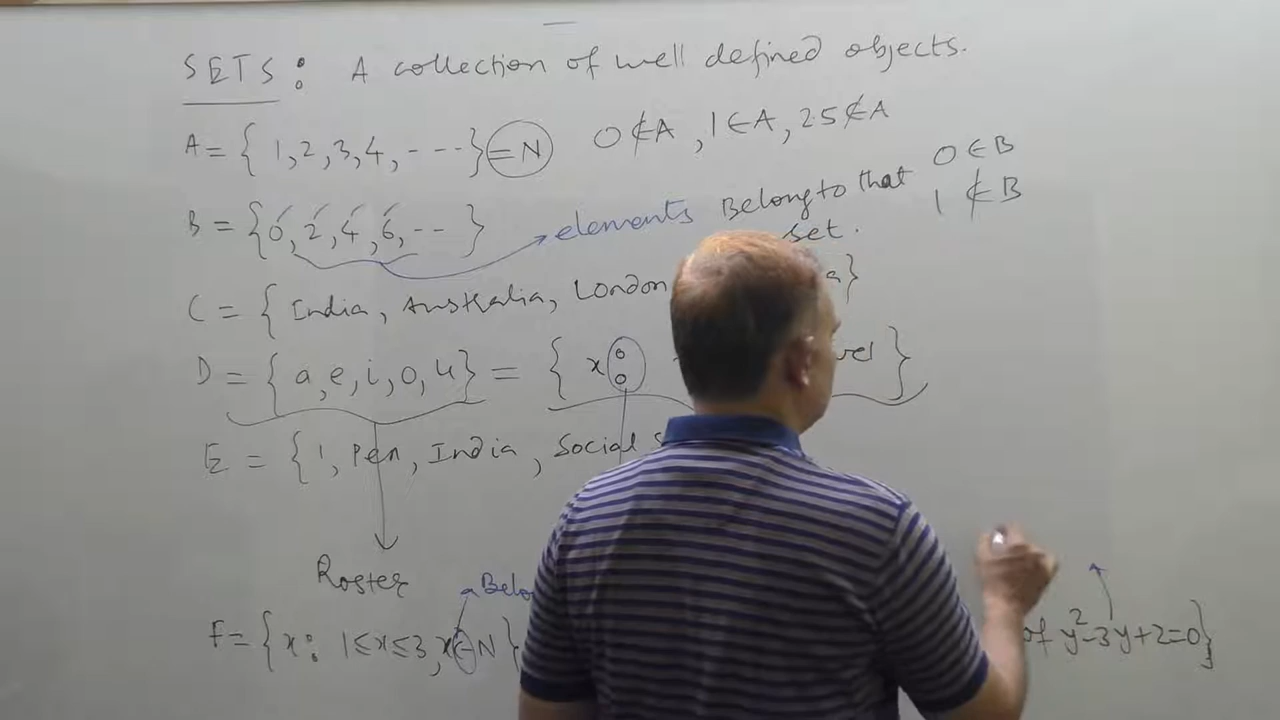 SETS: A collection of well defined objects.
A = { 1, 2, 3, 4, - - - - } = N 0 ∉ A , 1 ∈ A , 2.5 ∉ A
B = { 0, 2, 4, 6, - - } elements Belong to that set.
0 ∈ B
1 ∉ B
C = { India, Australia, London a}
D = { a, e, i, o, u } = { x : }
E = { 1, Pen, India, Social
Roster
F = { x : 1 ≤ x ≤ 3, x ∈ N } of y² - 3y + 2 = 0 }